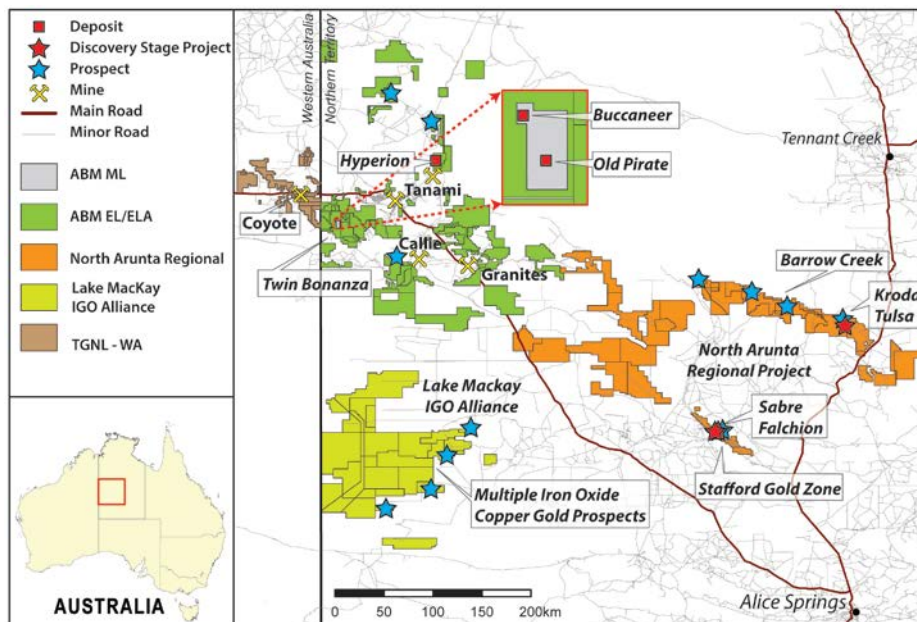 Deposit
Discovery Stage Project
Prospect
Mine
Main Road
Minor Road
ABM ML
ABM EL/ELA
North Arunta Regional
Lake MacKay
IGO Alliance
TGNL - WA
AUSTRALIA
Western Australia
Northern Territory
Buccaneer
Old Pirate
Tennant Creek
Hyperion
Tanami
Coyote
Callie
Granites
Twin Bonanza
Barrow Creek
Kroda
Tulsa
North Arunta
Regional Project
Lake Mackay
IGO Alliance
Sabre
Falchion
Stafford Gold Zone
Multiple Iron Oxide
Copper Gold Prospects
0 50 100 150 200km
Alice Springs